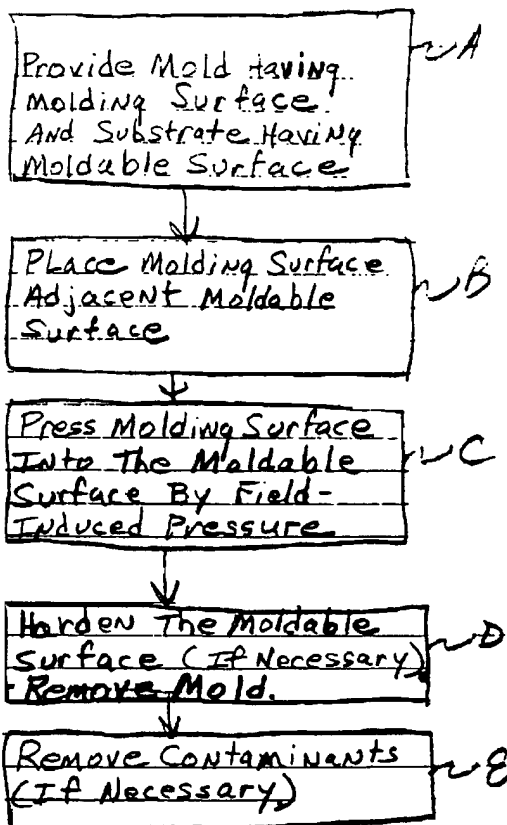 Provide Mold Having
Molding Surface
And Substrate Having
Moldable Surface
A
Place Molding Surface
Adjacent Moldable
Surface
B
Press Molding Surface
Into The Moldable
Surface By Field-
Induced Pressure
C
Harden The Moldable
Surface (If Necessary).
Remove Mold.
D
Remove Contaminants
(If Necessary)
E